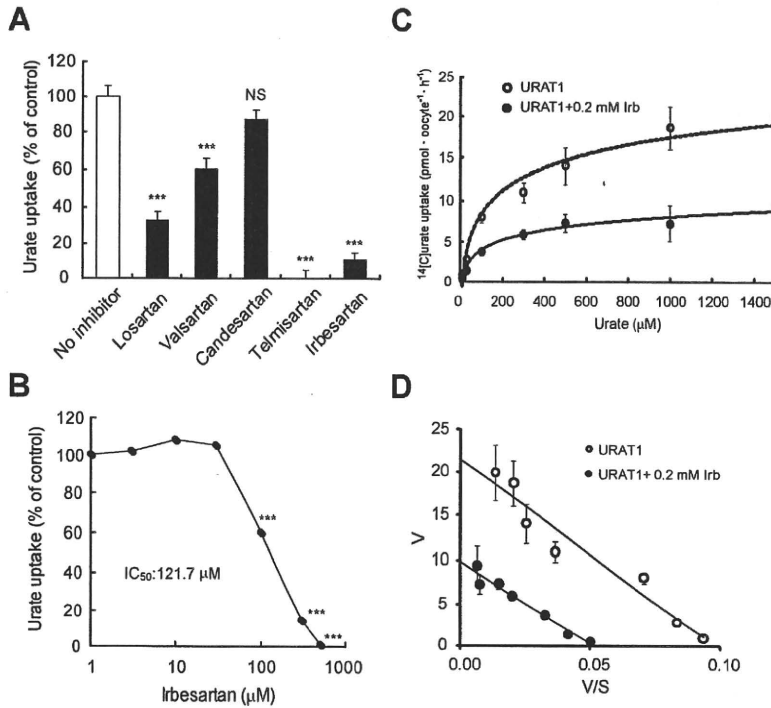 A
Urate uptake (% of control)
120
100
80
60
40
20
0
***
***
NS
***
***
No inhibitor
Losartan
Valsartan
Candesartan
Telmisartan
Irbesartan
B
Urate uptake (% of control)
120
100
80
60
40
20
0
IC₅₀:121.7 μM
***
***
***
1
10
100
1000
Irbesartan (μM)
C
¹⁴[C]urate uptake (pmol · oocyte⁻¹ · h⁻¹)
25
20
15
10
5
0
URAT1
URAT1+0.2 mM Irb
0
200
400
600
800
1000
1200
1400
Urate (μM)
D
V
25
20
15
10
5
0
URAT1
URAT1+ 0.2 mM Irb
0.00
0.05
0.10
V/S